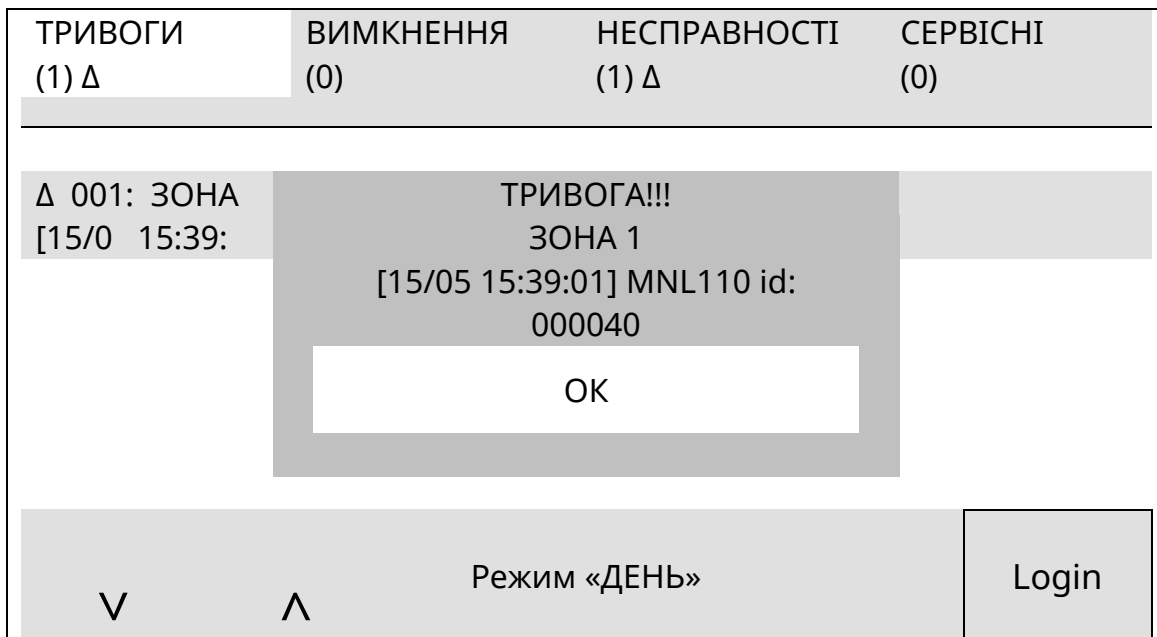 ТРИВОГИ ВИМКНЕННЯ НЕСПРАВНОСТІ СЕРВІСНІ
(1) Δ (0) (1) Δ (0)
Δ 001: ЗОНА
[15/0 15:39:
ТРИВОГА!!!
ЗОНА 1
[15/05 15:39:01] MNL110 id:
000040
ОК
V Λ Режим «ДЕНЬ» Login